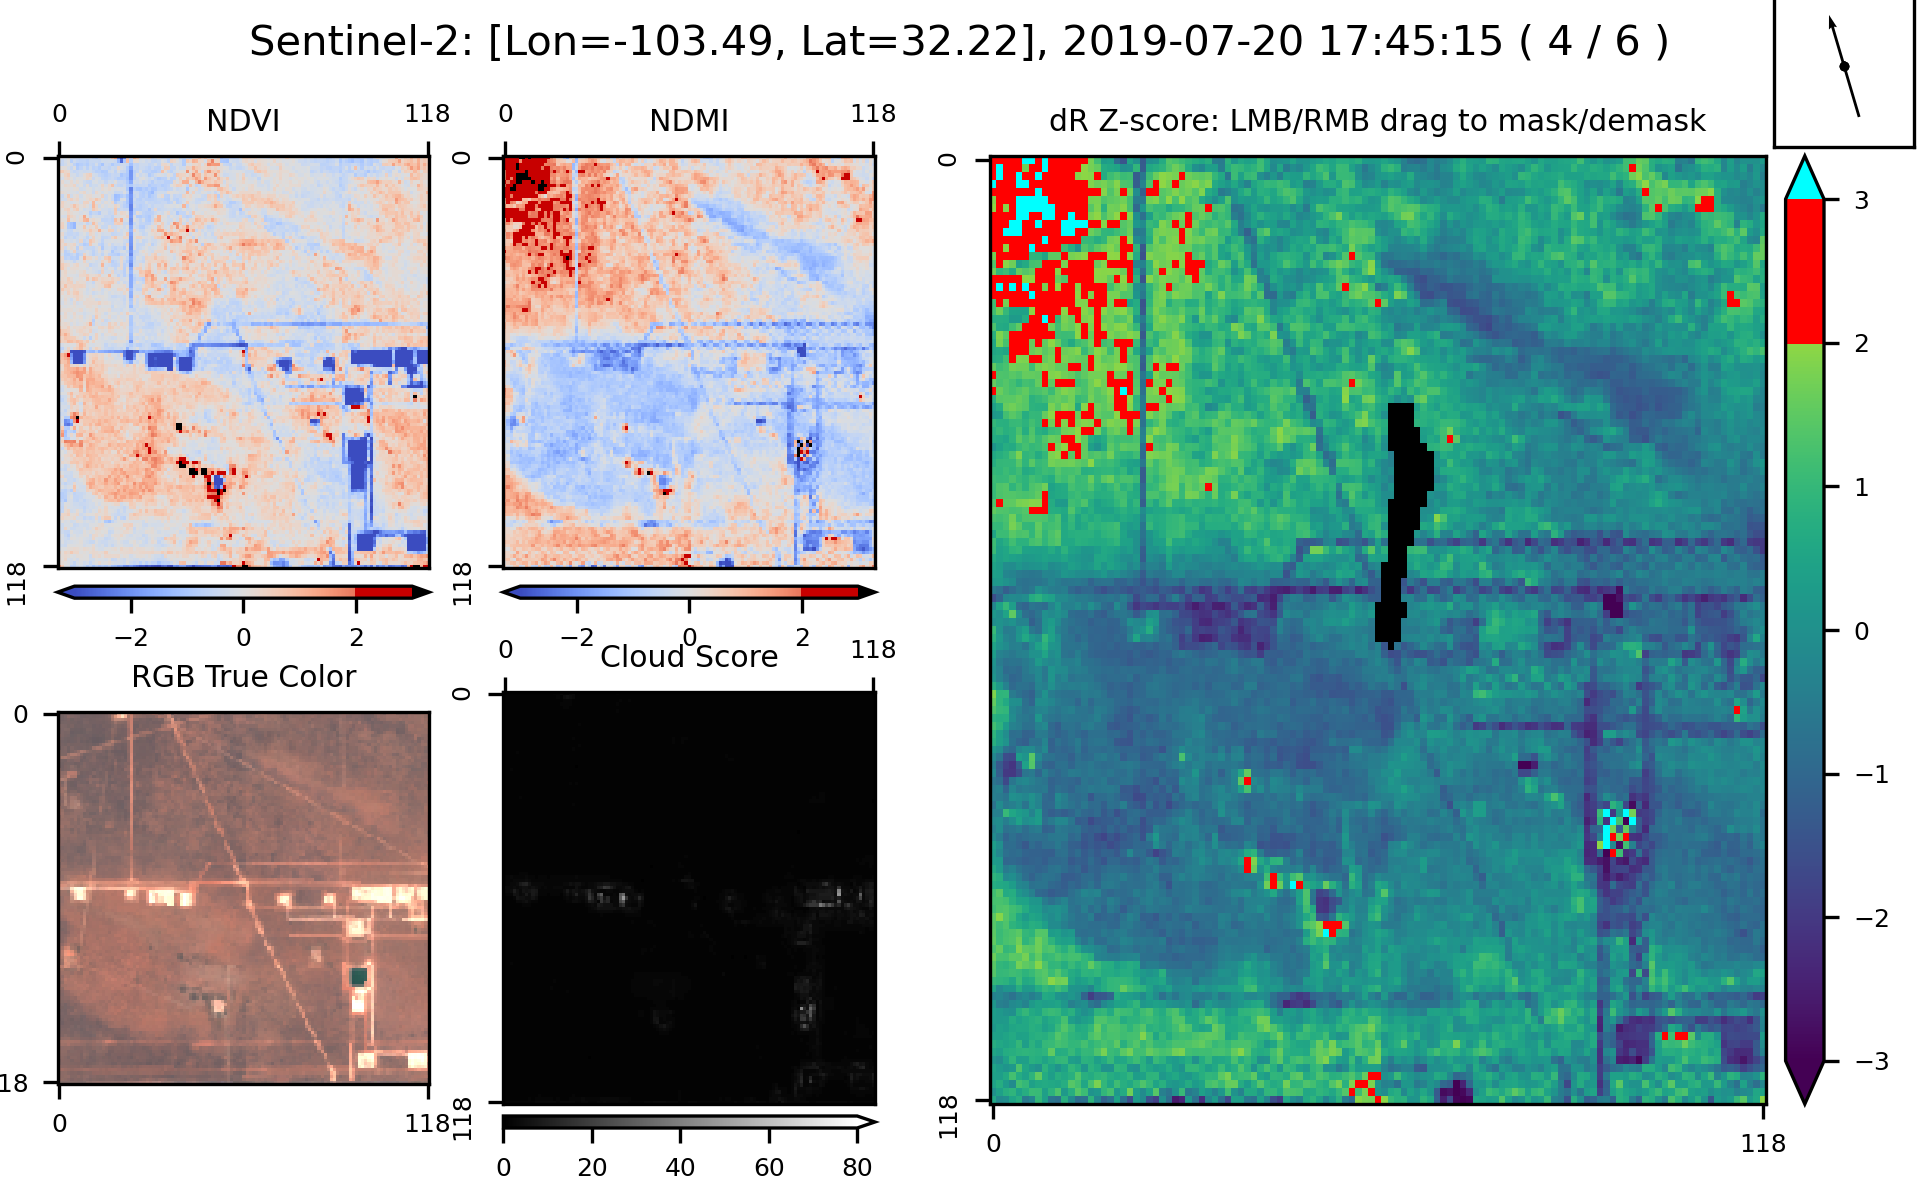 Sentinel-2: [Lon=-103.49, Lat=32.22], 2019-07-20 17:45:15 ( 4 / 6 )
0 NDVI 118
0
118
−2 0 2
0 NDMI 118
0
118
−2 0 2
dR Z-score: LMB/RMB drag to mask/demask
0
118
0 118
3
2
1
0
−1
−2
−3
RGB True Color
0
18
0 118
0 Cloud Score 118
0
118
0 20 40 60 80